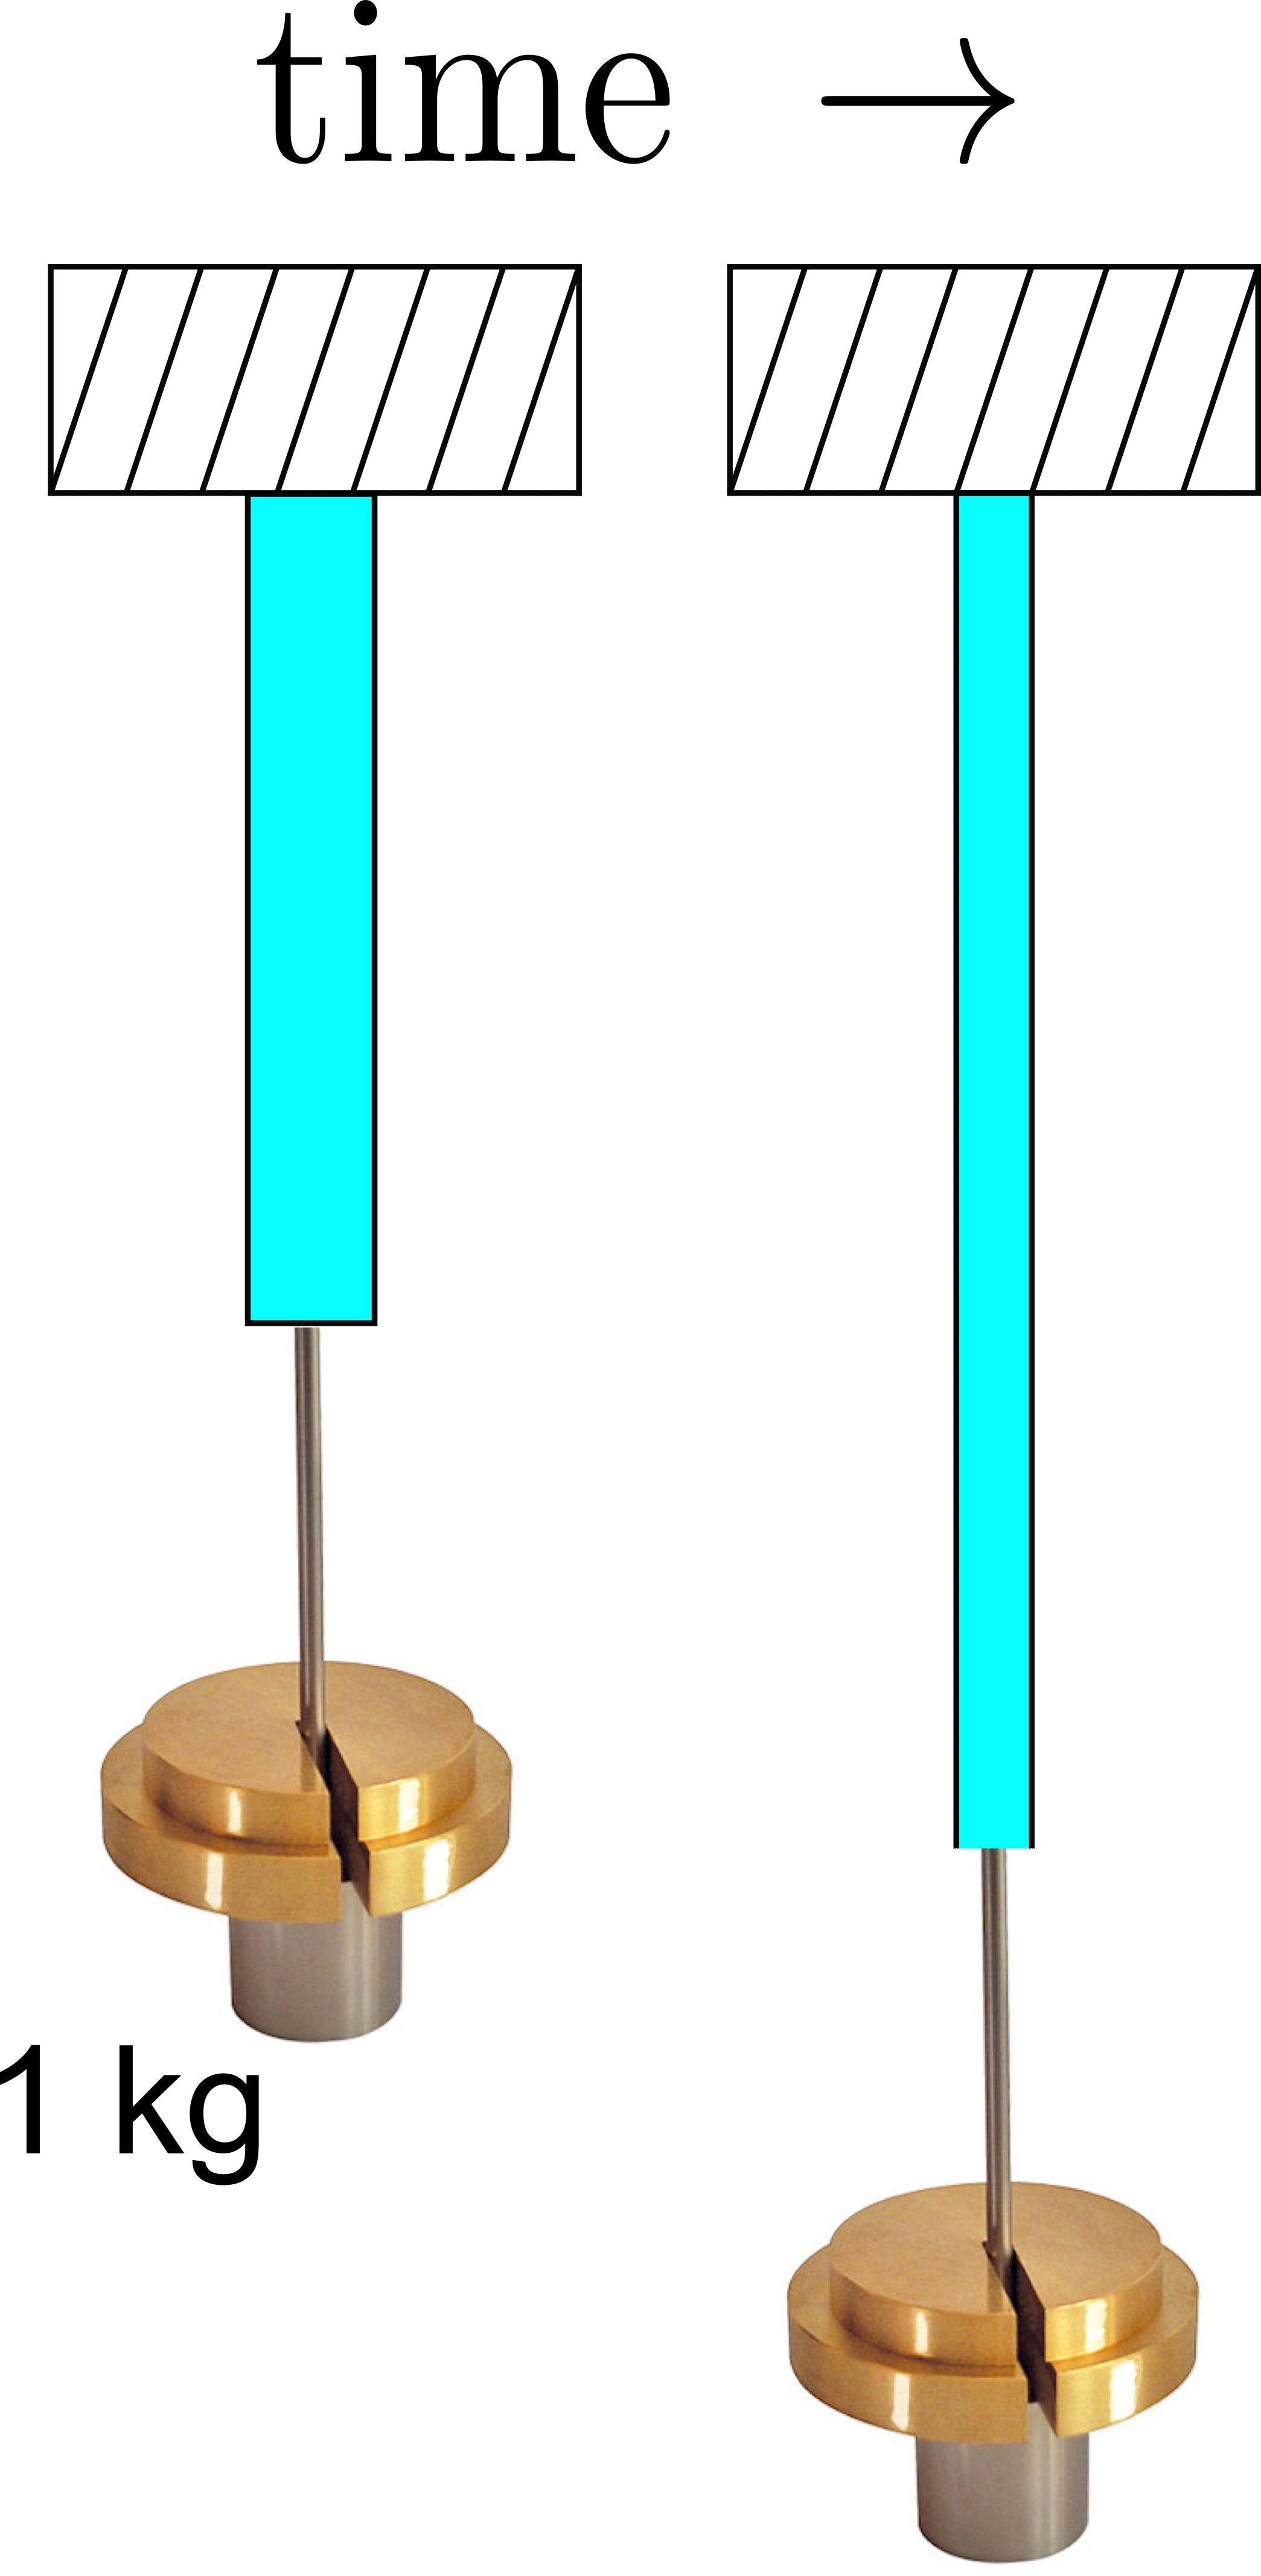 time →
1 kg